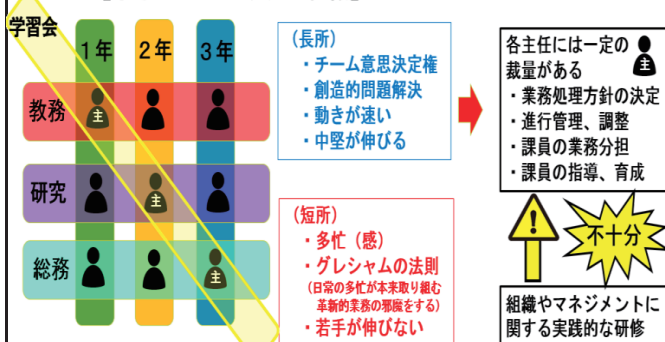 学習会
1年
2年
3年
教務
主
研究
主
総務
主
(長所)
・チーム意思決定権
・創造的問題解決
・動きが速い
・中堅が伸びる
(短所)
・多忙(感)
・グレシャムの法則
(日常の多忙が本来取り組む
革新的業務の邪魔をする)
・若手が伸びない
各主任には一定の
主
裁量がある
・業務処理方針の決定
・進行管理、調整
・課員の業務分担
・課員の指導、育成
!
不十分
組織やマネジメントに
関する実践的な研修